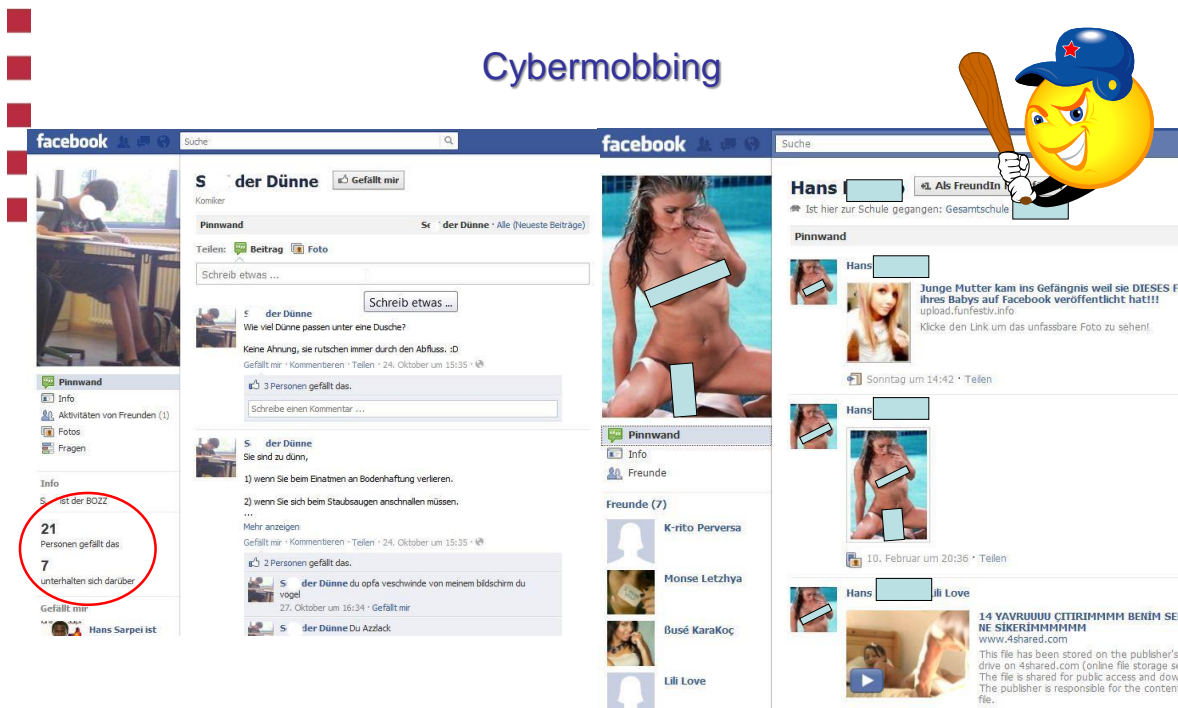 Cybermobbing
facebook
Suche
S der Dünne
Gefällt mir
Komiker
Pinnwand
der Dünne · Alle (Neueste Beiträge)
Teilen: Beitrag Foto
Schreib etwas ...
Schreib etwas ...
der Dünne
Wie viel Dünne passen unter eine Dusche?
Keine Ahnung, sie rutschen immer durch den Abfluss. :D
Gefällt mir · Kommentieren · Teilen · 24. Oktober um 15:35 ·
3 Personen gefällt das.
Schreibe einen Kommentar ...
S der Dünne
Sie sind zu dünn,
1) wenn Sie beim Einatmen an Bodenhaftung verlieren.
2) wenn Sie sich beim Staubsaugen anschnallen müssen.
...
Mehr anzeigen
Gefällt mir · Kommentieren · Teilen · 24. Oktober um 15:35 ·
2 Personen gefällt das.
S der Dünne du opfa veschwinde von meinem bildschirm du
vogel
27. Oktober um 16:34 · Gefällt mir
S der Dünne Du Azzlack
Pinnwand
Info
Aktivitäten von Freunden (1)
Fotos
Fragen
Info
S ist der BOZZ
21
Personen gefällt das
7
unterhalten sich darüber
Gefällt mir
Hans Sarpei ist
facebook
Suche
Hans
Als FreundIn
Ist hier zur Schule gegangen: Gesamtschule
Pinnwand
Hans
Junge Mutter kam ins Gefängnis weil sie DIESES F
ihres Babys auf Facebook veröffentlicht hat!!!
upload.funfestiv.info
Klicke den Link um das unfassbare Foto zu sehen!
Sonntag um 14:42 · Teilen
Hans
10. Februar um 20:36 · Teilen
Hans Lili Love
14 YAVRUUUU ÇITIRIMMMM BENİM SE
NE SİKERİMMMMMM
www.4shared.com
This file has been stored on the publisher's
drive on 4shared.com (online file storage se
The file is shared for public access and dow
The publisher is responsible for the conten
file.
Pinnwand
Info
Freunde
Freunde (7)
K-rito Perversa
Monse Letzhya
Busé KaraKoç
Lili Love